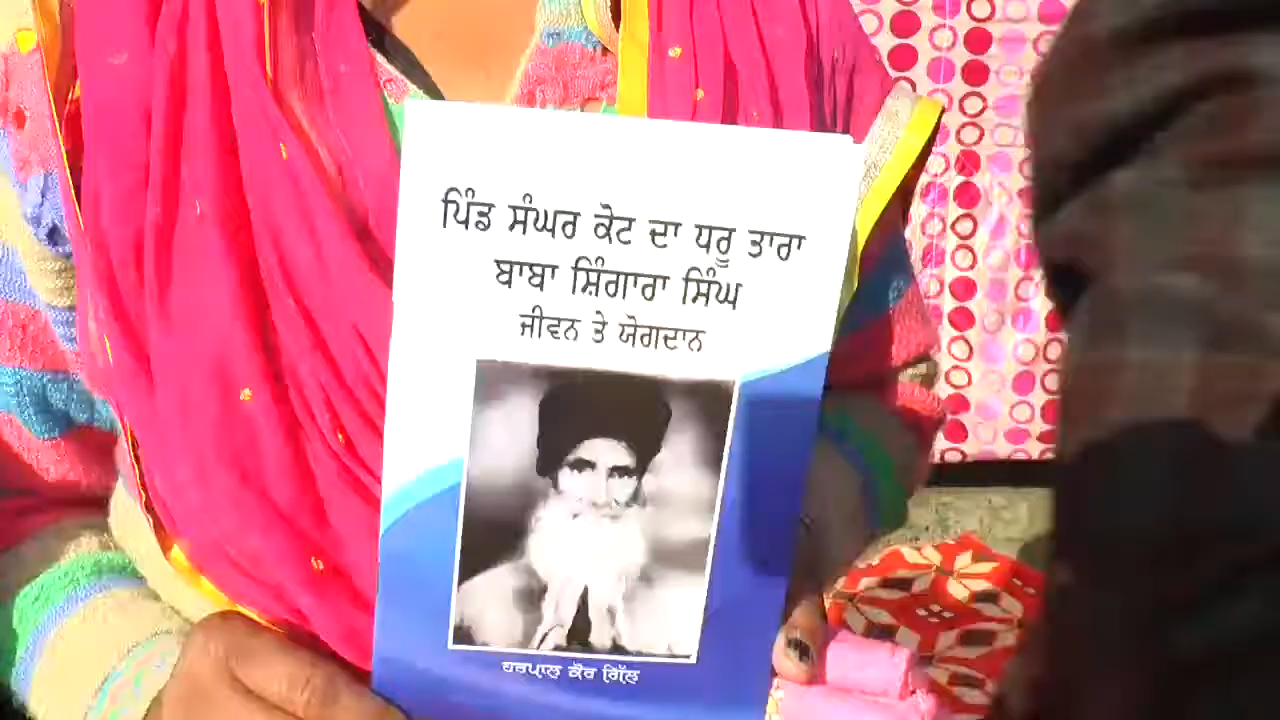 ਪਿੰਡ ਸੰਘਰ ਕੋਟ ਦਾ ਧਰੂ ਤਾਰਾ
ਬਾਬਾ ਸ਼ਿੰਗਾਰਾ ਸਿੰਘ
ਜੀਵਨ ਤੇ ਯੋਗਦਾਨ
ਹਰਪਾਲ ਕੌਰ ਗਿੱਲ